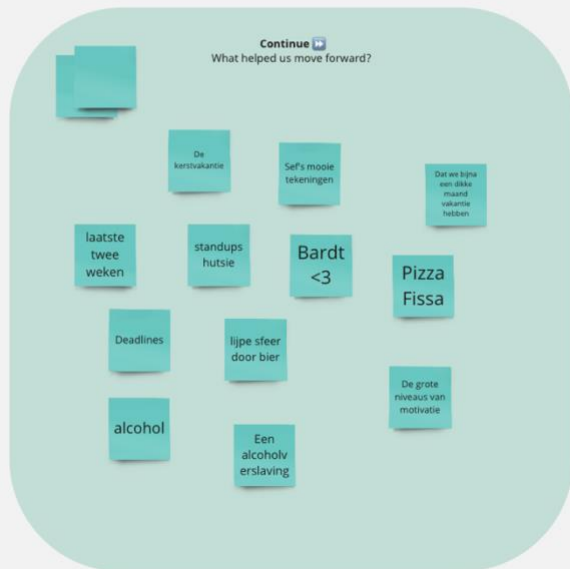 Continue ⏩
What helped us move forward?
De
kerstvakantie
Sef's mooie
tekeningen
Dat we bijna
een dikke
maand
vakantie
hebben
laatste
twee
weken
standups
hutsie
Bardt
<3
Pizza
Fissa
Deadlines
lijpe sfeer
door bier
De grote
niveaus van
motivatie
alcohol
Een
alcoholv
erslaving